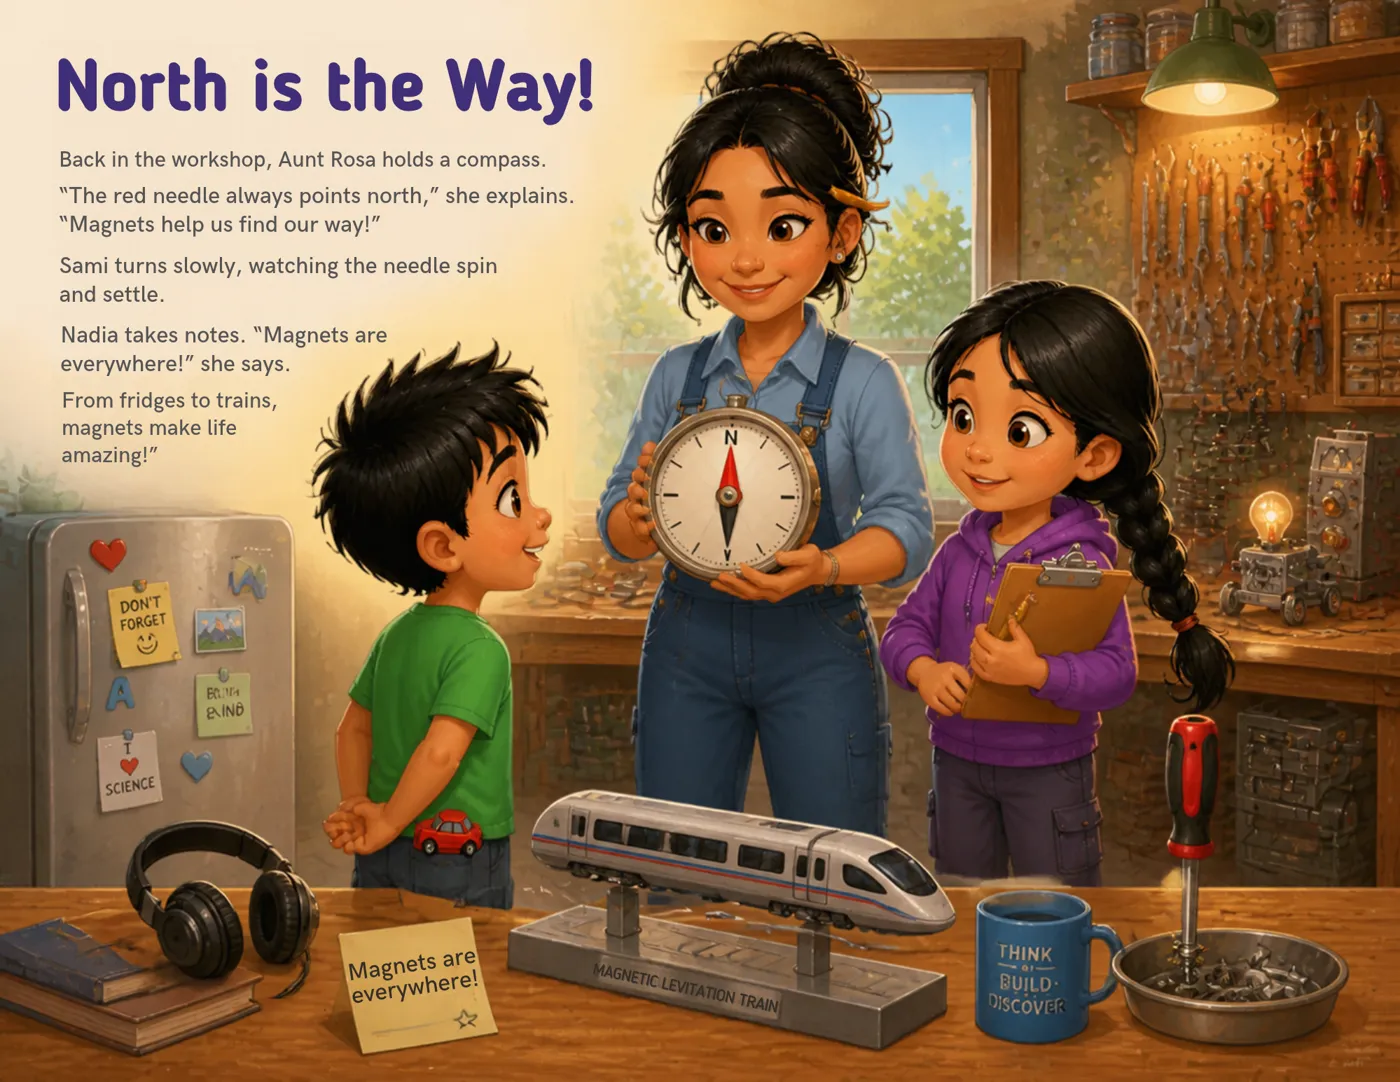 North is the Way!
Back in the workshop, Aunt Rosa holds a compass.
“The red needle always points north,” she explains.
“Magnets help us find our way!”
Sami turns slowly, watching the needle spin
and settle.
Nadia takes notes. “Magnets are
everywhere!” she says.
From fridges to trains,
magnets make life
amazing!”
N
DON'T
FORGET
A
I
SCIENCE
Magnets are
everywhere!
MAGNETIC LEVITATION TRAIN
THINK
BUILD
DISCOVER